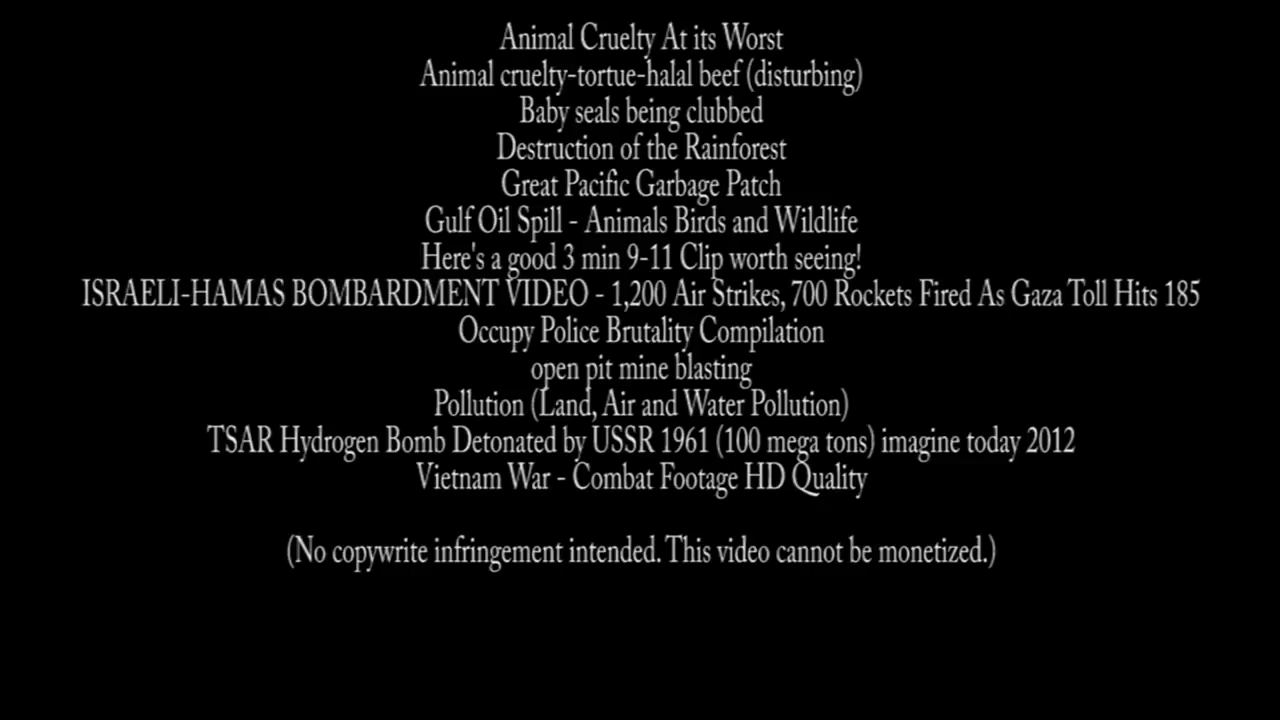 Animal Cruelty At its Worst
Animal cruelty-tortue-halal beef (disturbing)
Baby seals being clubbed
Destruction of the Rainforest
Great Pacific Garbage Patch
Gulf Oil Spill - Animals Birds and Wildlife
Here's a good 3 min 9-11 Clip worth seeing!
ISRAELI-HAMAS BOMBARDMENT VIDEO - 1,200 Air Strikes, 700 Rockets Fired As Gaza Toll Hits 185
Occupy Police Brutality Compilation
open pit mine blasting
Pollution (Land, Air and Water Pollution)
TSAR Hydrogen Bomb Detonated by USSR 1961 (100 mega tons) imagine today 2012
Vietnam War - Combat Footage HD Quality
(No copywrite infringement intended. This video cannot be monetized.)